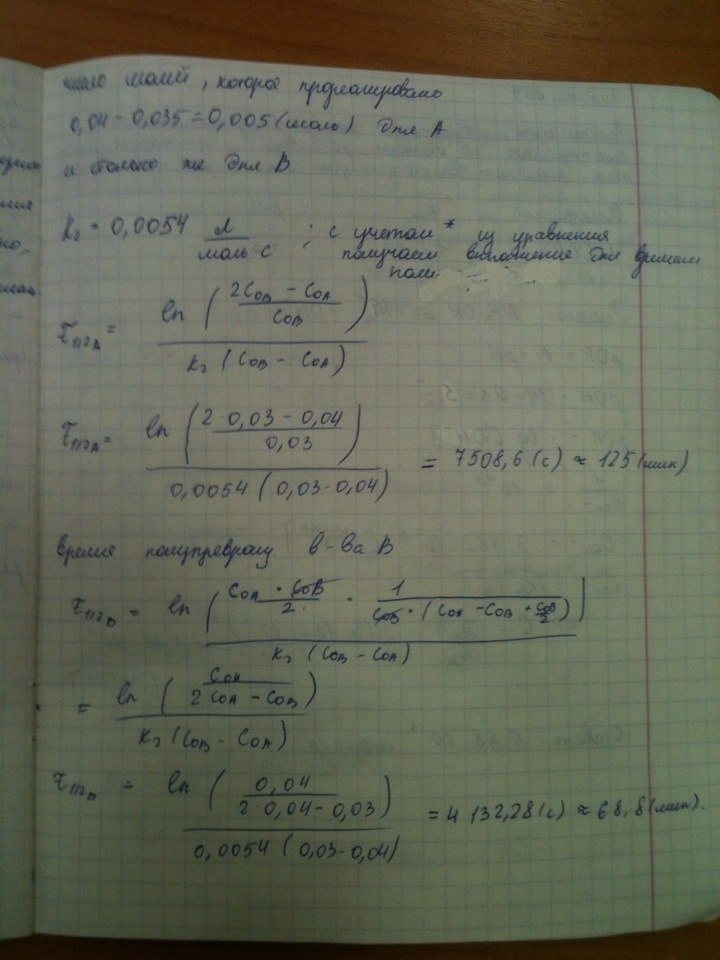 число молей, которое прореагировало
0,04 - 0,035 = 0,005 (моль) для A
и столько же для B
K₂ = 0,0054 л/(моль·с) ; с учетом * из уравнения
получаем выражение для времени
полу-
τ₁/₂A = ln((2C₀B - C₀A)/C₀B) / (K₂(C₀B - C₀A))
τ₁/₂A = ln((2·0,03 - 0,04)/0,03) / (0,0054(0,03-0,04)) = 7508,6 (с) ≈ 125 (мин)
время полупревращ. в-ва B
τ₁/₂B = ln(C₀A · C₀B/2 · 1/(C₀B · (C₀A - C₀B + C₀B/2))) / (K₂(C₀B - C₀A))
= ln(C₀A/(2C₀A - C₀B)) / (K₂(C₀B - C₀A))
= ln(0,04/(2·0,04-0,03)) / (0,0054(0,03-0,04)) = 4132,28(с) ≈ 68,8(мин).